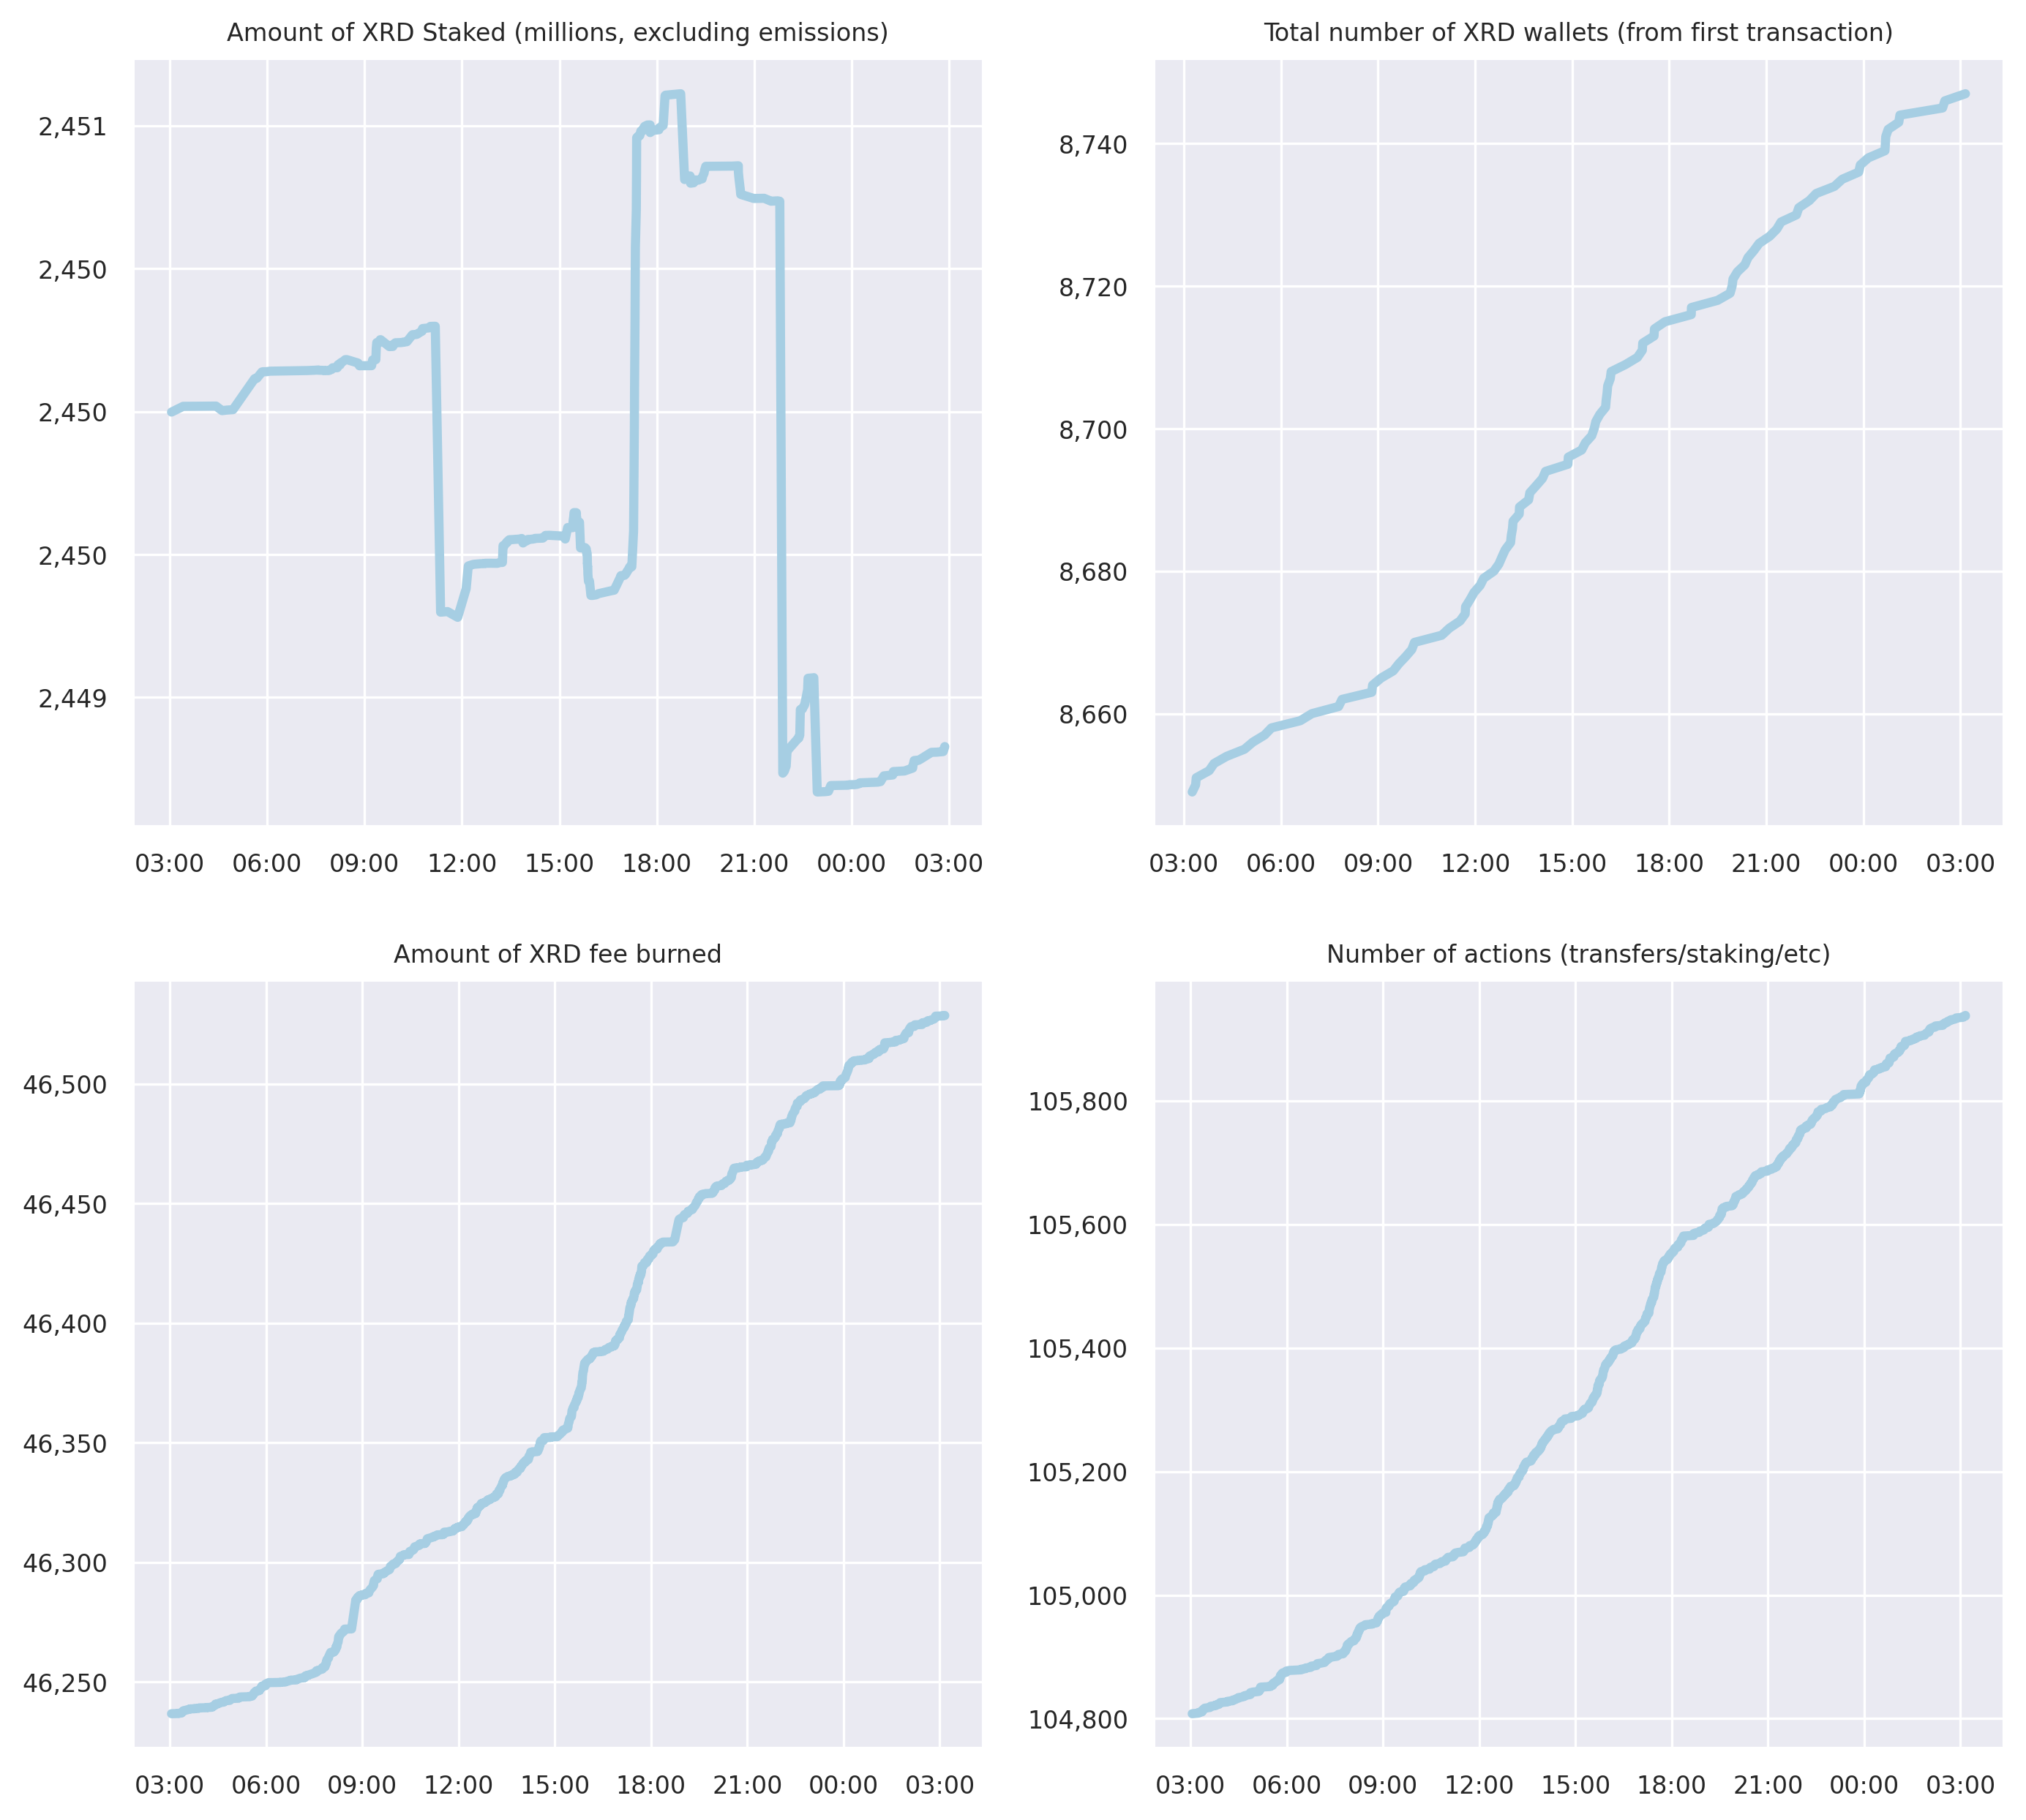 Amount of XRD Staked (millions, excluding emissions)
2,451
2,450
2,450
2,450
2,449
03:00 06:00 09:00 12:00 15:00 18:00 21:00 00:00 03:00
Total number of XRD wallets (from first transaction)
8,740
8,720
8,700
8,680
8,660
03:00 06:00 09:00 12:00 15:00 18:00 21:00 00:00 03:00
Amount of XRD fee burned
46,500
46,450
46,400
46,350
46,300
46,250
03:00 06:00 09:00 12:00 15:00 18:00 21:00 00:00 03:00
Number of actions (transfers/staking/etc)
105,800
105,600
105,400
105,200
105,000
104,800
03:00 06:00 09:00 12:00 15:00 18:00 21:00 00:00 03:00